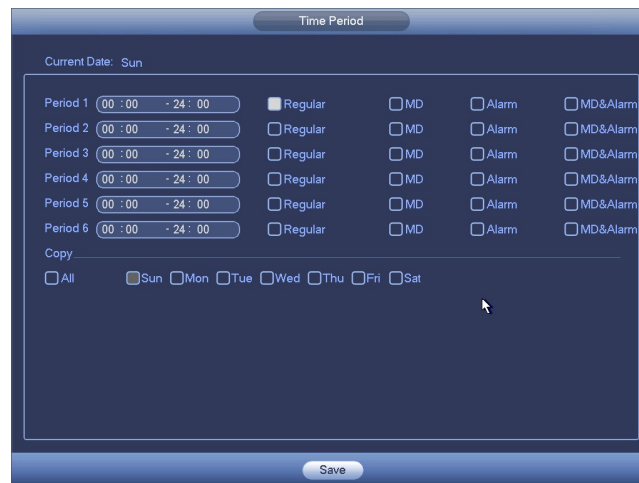 Time Period
Current Date: Sun
Period 1 00 :00 - 24 : 00 Regular MD Alarm MD&Alarm
Period 2 00 :00 - 24 : 00 Regular MD Alarm MD&Alarm
Period 3 00 :00 - 24 : 00 Regular MD Alarm MD&Alarm
Period 4 00 :00 - 24 : 00 Regular MD Alarm MD&Alarm
Period 5 00 :00 - 24 : 00 Regular MD Alarm MD&Alarm
Period 6 00 :00 - 24 : 00 Regular MD Alarm MD&Alarm
Copy
All Sun Mon Tue Wed Thu Fri Sat
Save